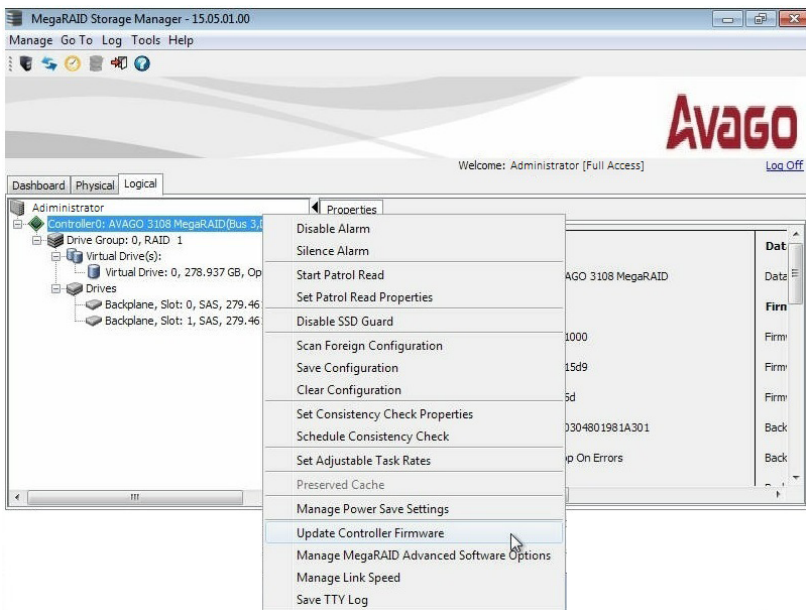 MegaRAID Storage Manager - 15.05.01.00
Manage Go To Log Tools Help
AVAGO
Welcome: Administrator [Full Access]
Log Off
Dashboard Physical Logical
Adiministrator
Controller0: AVAGO 3108 MegaRAID(Bus 3,D
Drive Group: 0, RAID 1
Virtual Drive(s):
Virtual Drive: 0, 278.937 GB, Op
Drives
Backplane, Slot: 0, SAS, 279.46
Backplane, Slot: 1, SAS, 279.46
Properties
Disable Alarm
Silence Alarm
Start Patrol Read
Set Patrol Read Properties
Disable SSD Guard
Scan Foreign Configuration
Save Configuration
Clear Configuration
Set Consistency Check Properties
Schedule Consistency Check
Set Adjustable Task Rates
Preserved Cache
Manage Power Save Settings
Update Controller Firmware
Manage MegaRAID Advanced Software Options
Manage Link Speed
Save TTY Log
AGO 3108 MegaRAID
1000
15d9
5d
0304801981A301
op On Errors
Dat
Data
Firn
Firm
Firm
Firm
Back
Back